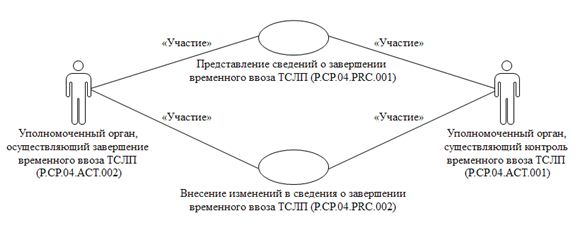 «Участие»
«Участие»
Представление сведений о завершении
временного ввоза ТСЛП (P.CP.04.PRC.001)
«Участие»
«Участие»
Уполномоченный орган,
осуществляющий завершение
временного ввоза ТСЛП
(P.CP.04.ACT.002)
Уполномоченный орган,
существляющий контроль
временного ввоза ТСЛП
(P.CP.04.ACT.001)
Внесение изменений в сведения о завершении
временного ввоза ТСЛП (P.CP.04.PRC.002)